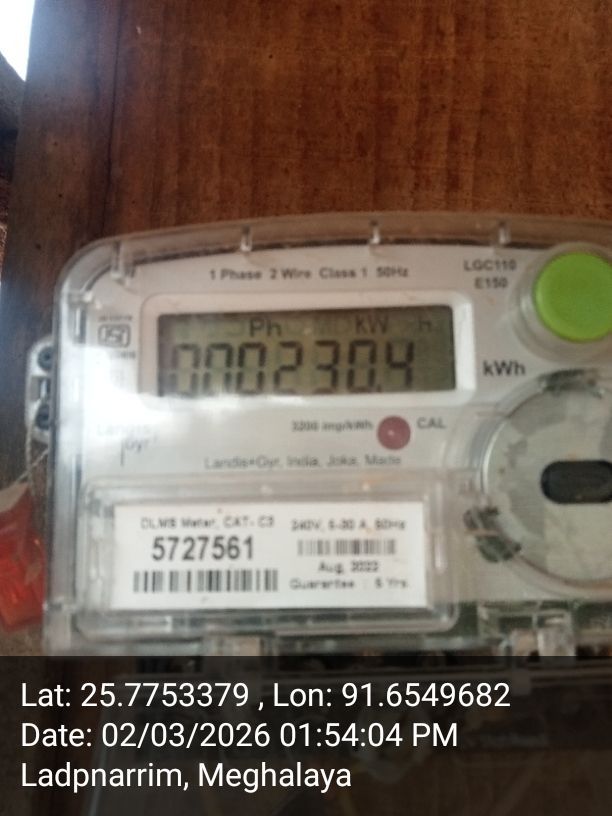 1 Phase 2 Wire Class 1 50Hz
LGC110
E150
Ph kW H
000230.4
kWh
3200 imp/kWh
CAL
Landis
Gyr
Landis+Gyr, India, Joka, Made
DLMS Meter, CAT- C3
5727561
240V, 5-30 A, 50Hz
Aug, 2022
Guarantee : 5 Yrs.
Lat: 25.7753379 , Lon: 91.6549682
Date: 02/03/2026 01:54:04 PM
Ladpnarrim, Meghalaya